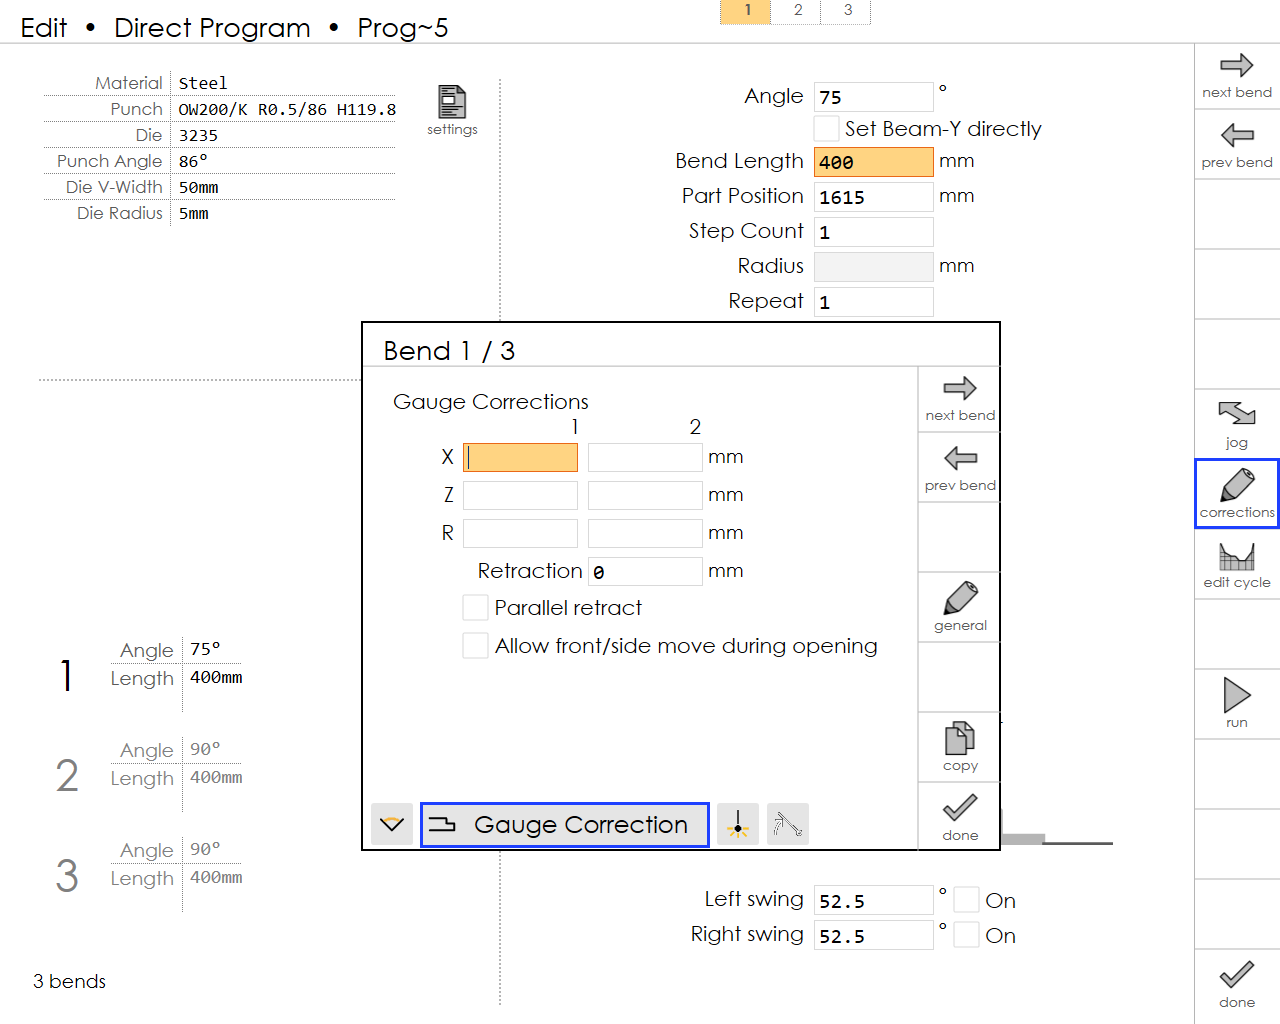 Edit • Direct Program • Prog~5
1 2 3
Material Steel
Punch OW200/K R0.5/86 H119.8
Die 3235
Punch Angle 86°
Die V-Width 50mm
Die Radius 5mm
settings
Angle 75 °
Set Beam-Y directly
Bend Length 400 mm
Part Position 1615 mm
Step Count 1
Radius mm
Repeat 1
Bend 1 / 3
Gauge Corrections
1 2
X mm
Z mm
R mm
Retraction 0 mm
Parallel retract
Allow front/side move during opening
Gauge Correction
next bend
prev bend
general
copy
done
1 Angle 75°
Length 400mm
2 Angle 90°
Length 400mm
3 Angle 90°
Length 400mm
3 bends
Left swing 52.5 ° On
Right swing 52.5 ° On
next bend
prev bend
jog
corrections
edit cycle
run
done